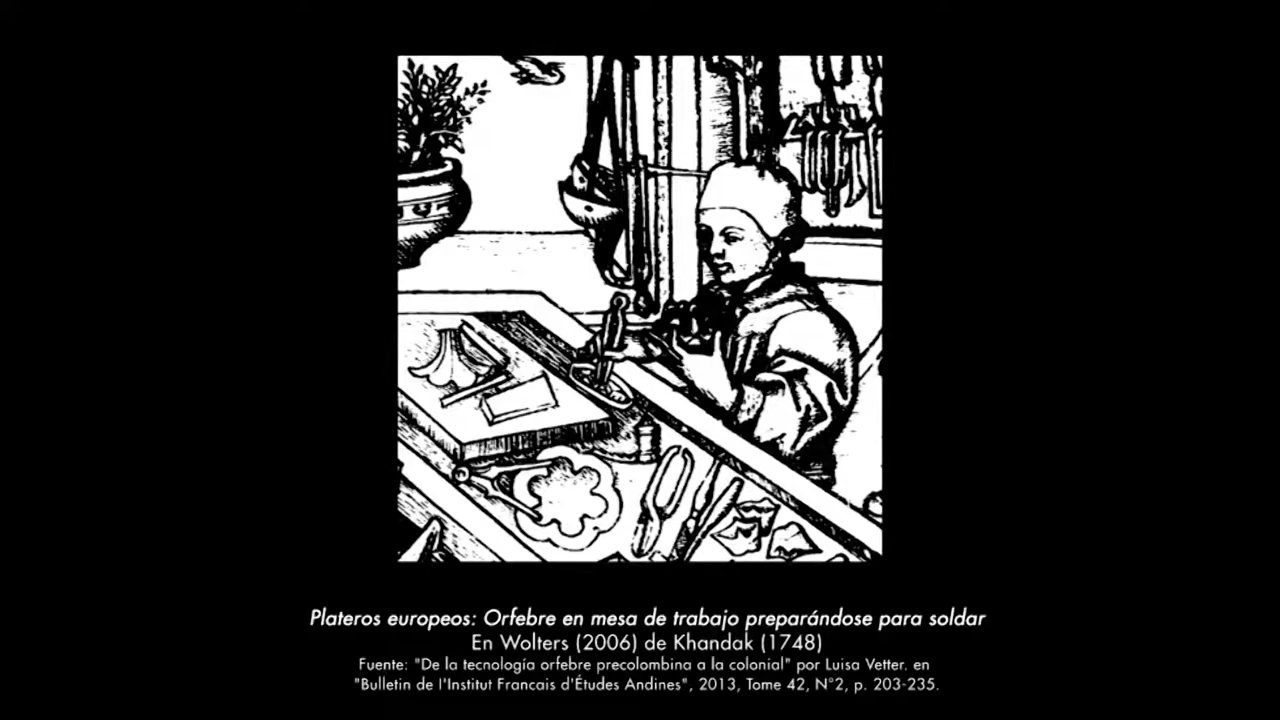 Plateros europeos: Orfebre en mesa de trabajo preparándose para soldar
En Wolters (2006) de Khandak (1748)
Fuente: "De la tecnología orfebre precolombina a la colonial" por Luisa Vetter. en
"Bulletin de l'Institut Francais d'Études Andines", 2013, Tome 42, N°2, p. 203-235.